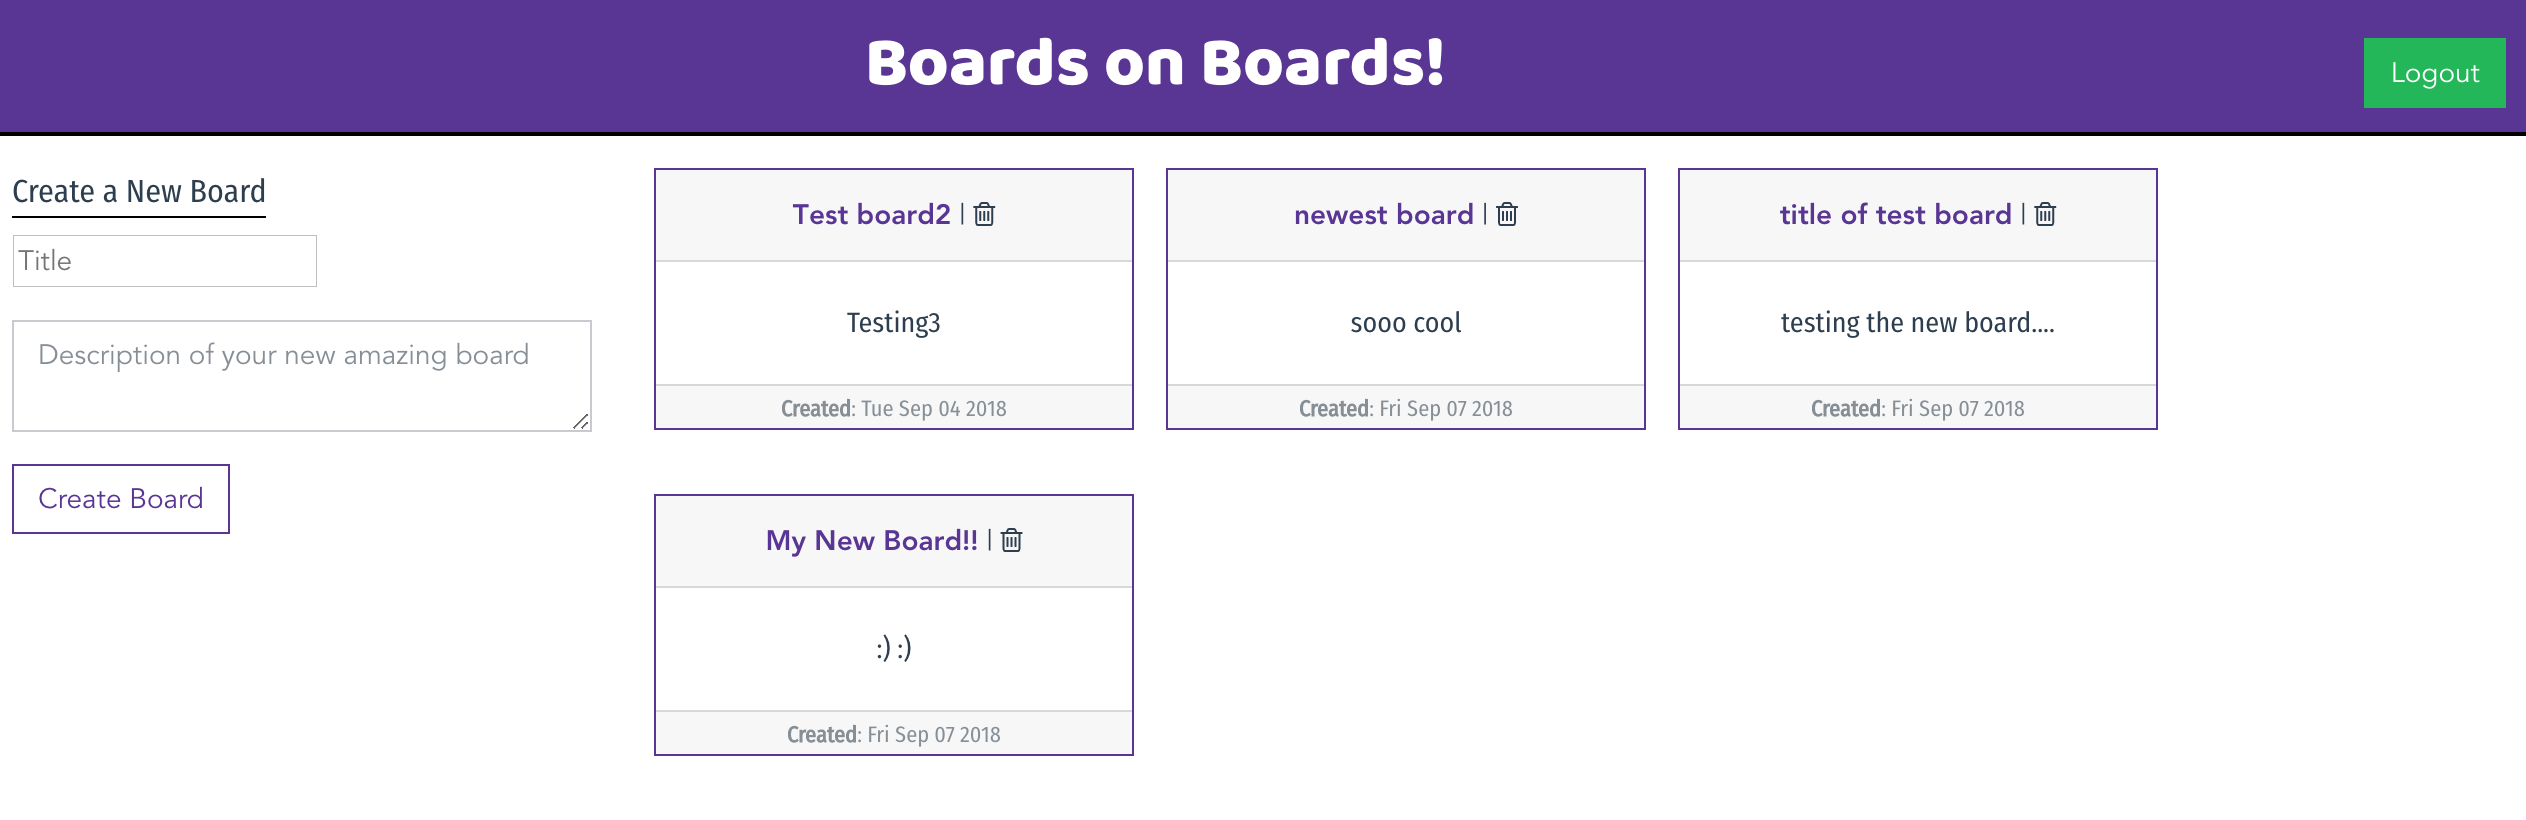 Boards on Boards!
Logout
Create a New Board
Title
Description of your new amazing board
Create Board
Test board2 |
Testing3
Created: Tue Sep 04 2018
newest board |
sooo cool
Created: Fri Sep 07 2018
title of test board |
testing the new board....
Created: Fri Sep 07 2018
My New Board!! |
:) :)
Created: Fri Sep 07 2018